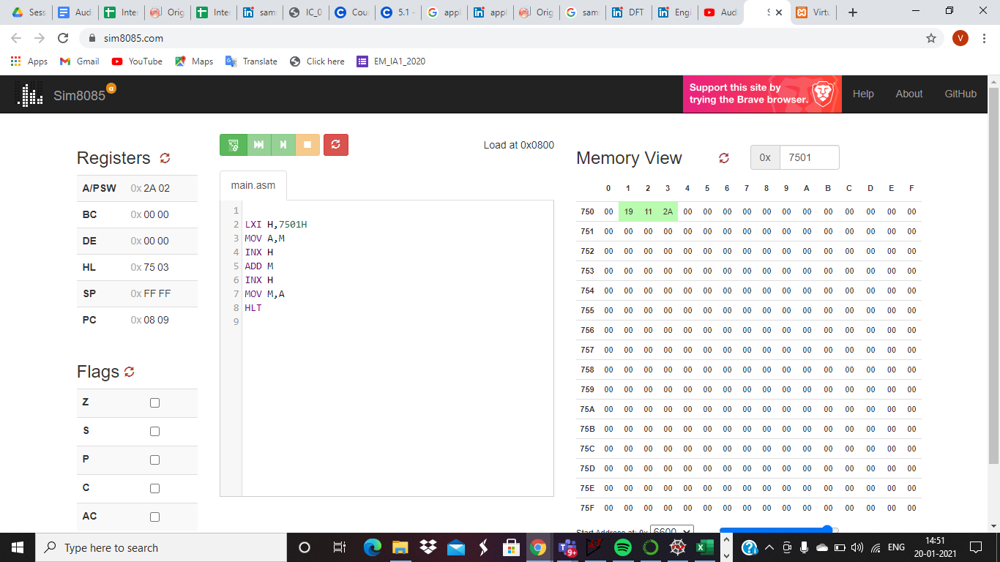 Sess Aud Inter Orig Inter sam IC_0 Cou 5.1 - appl appl Orig sam DFT Engi Aud S Virtu
sim8085.com V
Apps Gmail YouTube Maps Translate Click here EM_IA1_2020
Sim8085 α Support this site by trying the Brave browser. Help About GitHub
Registers Load at 0x0800 Memory View 0x 7501
A/PSW 0x 2A 02
BC 0x 00 00
DE 0x 00 00
HL 0x 75 03
SP 0x FF FF
PC 0x 08 09
Flags
Z
S
P
C
AC
main.asm
1
2 LXI H,7501H
3 MOV A,M
4 INX H
5 ADD M
6 INX H
7 MOV M,A
8 HLT
9
0 1 2 3 4 5 6 7 8 9 A B C D E F
750 00 19 11 2A 00 00 00 00 00 00 00 00 00 00 00 00
751 00 00 00 00 00 00 00 00 00 00 00 00 00 00 00 00
752 00 00 00 00 00 00 00 00 00 00 00 00 00 00 00 00
753 00 00 00 00 00 00 00 00 00 00 00 00 00 00 00 00
754 00 00 00 00 00 00 00 00 00 00 00 00 00 00 00 00
755 00 00 00 00 00 00 00 00 00 00 00 00 00 00 00 00
756 00 00 00 00 00 00 00 00 00 00 00 00 00 00 00 00
757 00 00 00 00 00 00 00 00 00 00 00 00 00 00 00 00
758 00 00 00 00 00 00 00 00 00 00 00 00 00 00 00 00
759 00 00 00 00 00 00 00 00 00 00 00 00 00 00 00 00
75A 00 00 00 00 00 00 00 00 00 00 00 00 00 00 00 00
75B 00 00 00 00 00 00 00 00 00 00 00 00 00 00 00 00
75C 00 00 00 00 00 00 00 00 00 00 00 00 00 00 00 00
75D 00 00 00 00 00 00 00 00 00 00 00 00 00 00 00 00
75E 00 00 00 00 00 00 00 00 00 00 00 00 00 00 00 00
75F 00 00 00 00 00 00 00 00 00 00 00 00 00 00 00 00
Start Address at: 0x 6600
Type here to search 9+ ENG 14:51
20-01-2021